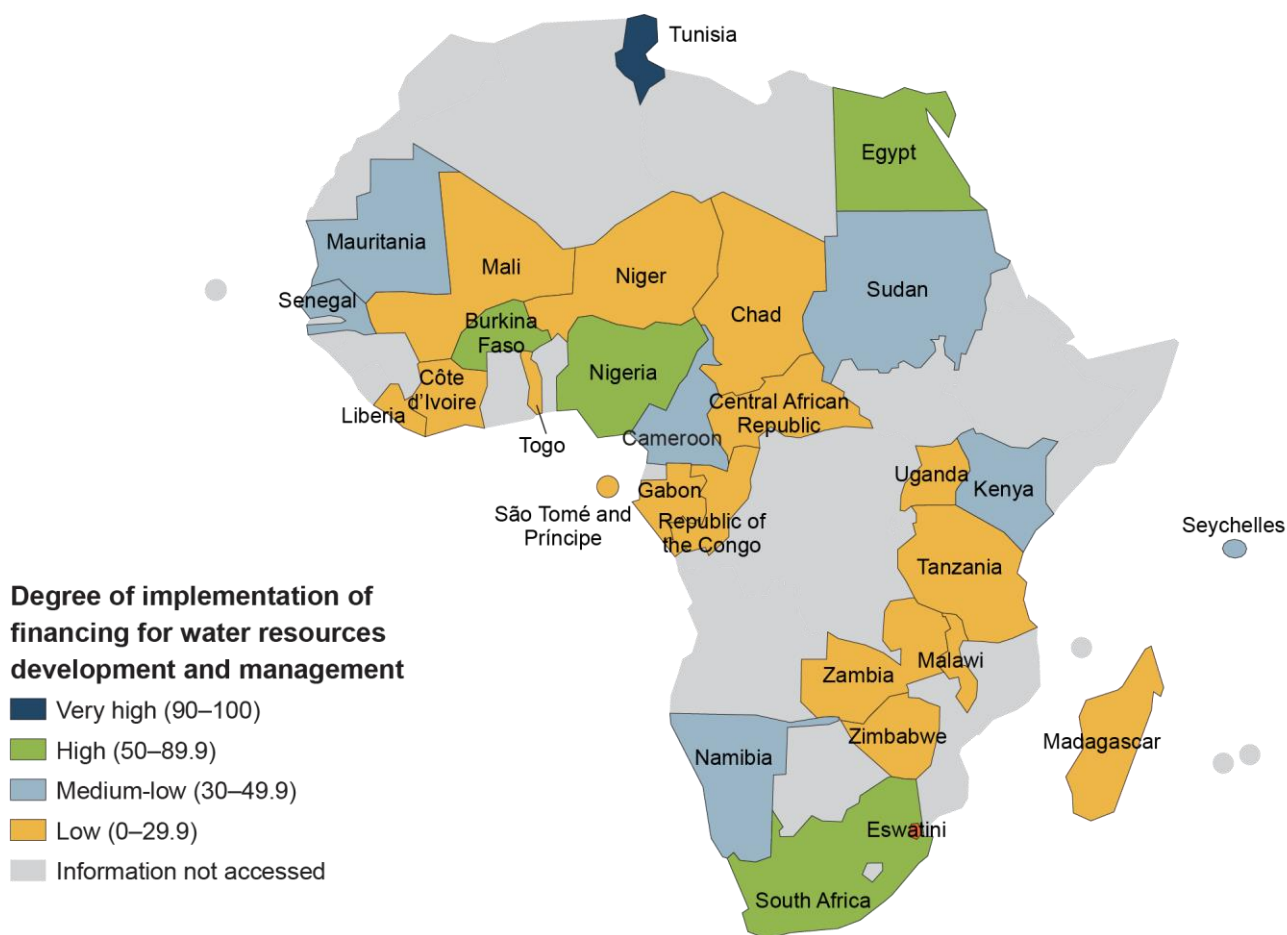 Tunisia
Egypt
Mauritania
Mali
Niger
Sudan
Senegal
Chad
Burkina
Faso
Nigeria
Côte
d’Ivoire
Central African
Republic
Liberia
Togo
Cameroon
Uganda
Kenya
Gabon
São Tomé and
Príncipe
Republic of
the Congo
Seychelles
Tanzania
Degree of implementation of
financing for water resources
development and management
Very high (90–100)
High (50–89.9)
Medium-low (30–49.9)
Low (0–29.9)
Information not accessed
Malawi
Zambia
Zimbabwe
Madagascar
Namibia
Eswatini
South Africa